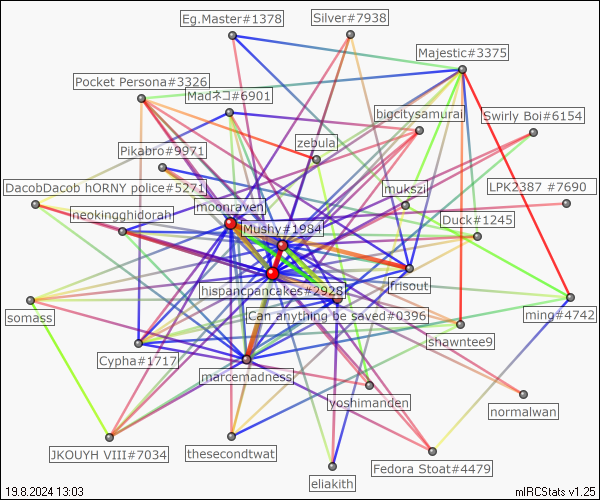 Eg.Master#1378
Silver#7938
Majestic#3375
Pocket Persona#3326
Madネコ#6901
bigcitysamurai
Swirly Boi#6154
zebula
Pikabro#9971
DacobDacob hORNY police#5271
mukszi
LPK2387 #7690
moonraven
neokingghidorah
Duck#1245
Mushy#1984
frisout
hispancpancakes#2928
somass
Can anything be saved#0396
ming#4742
shawntee9
Cypha#1717
marcemadness
yoshimanden
normalwan
JKOUYH VIII#7034
thesecondtwat
Fedora Stoat#4479
eliakith
19.8.2024 13:03
mIRCStats v1.25